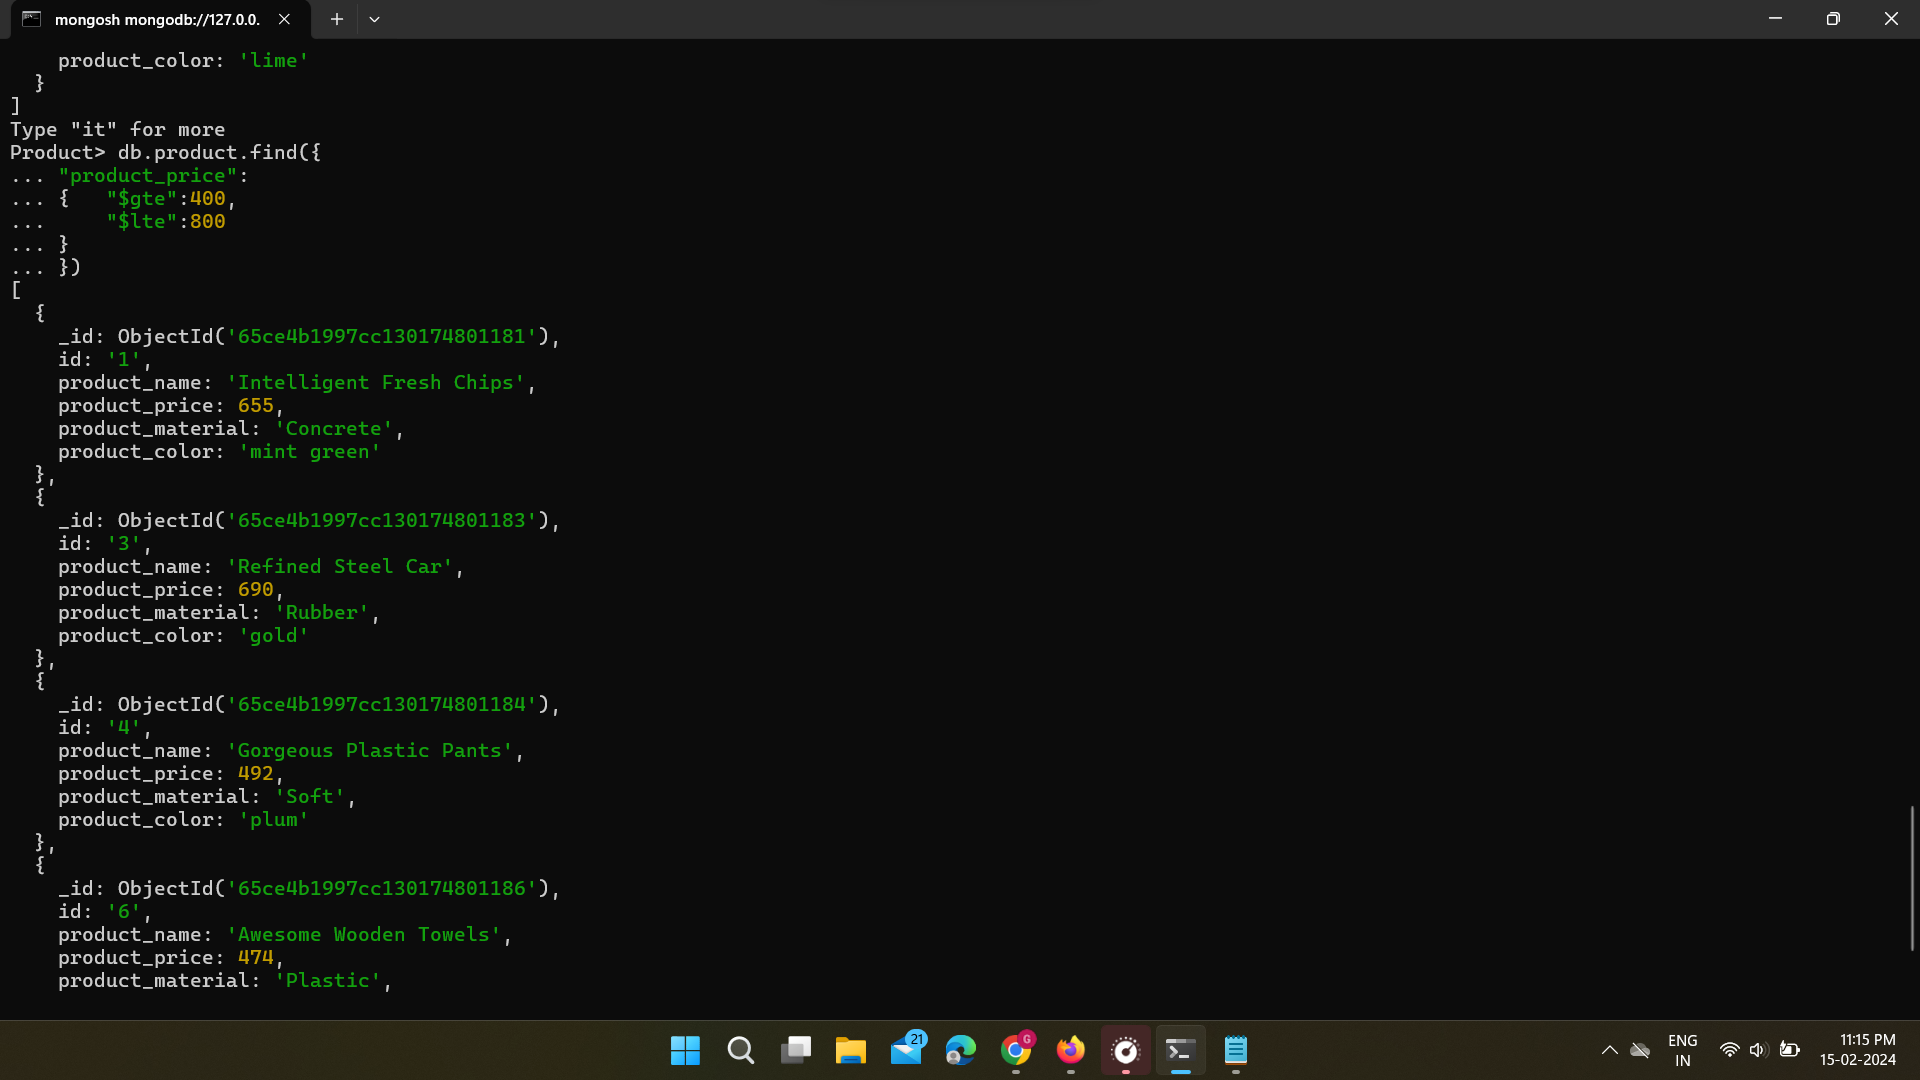 mongosh mongodb://127.0.0.
product_color: 'lime'
}
]
Type "it" for more
Product> db.product.find({
... "product_price":
... {   "$gte":400,
...     "$lte":800
... }
... })
[
{
_id: ObjectId('65ce4b1997cc130174801181'),
id: '1',
product_name: 'Intelligent Fresh Chips',
product_price: 655,
product_material: 'Concrete',
product_color: 'mint green'
},
{
_id: ObjectId('65ce4b1997cc130174801183'),
id: '3',
product_name: 'Refined Steel Car',
product_price: 690,
product_material: 'Rubber',
product_color: 'gold'
},
{
_id: ObjectId('65ce4b1997cc130174801184'),
id: '4',
product_name: 'Gorgeous Plastic Pants',
product_price: 492,
product_material: 'Soft',
product_color: 'plum'
},
{
_id: ObjectId('65ce4b1997cc130174801186'),
id: '6',
product_name: 'Awesome Wooden Towels',
product_price: 474,
product_material: 'Plastic',
21
G
ENG
IN
11:15 PM
15-02-2024